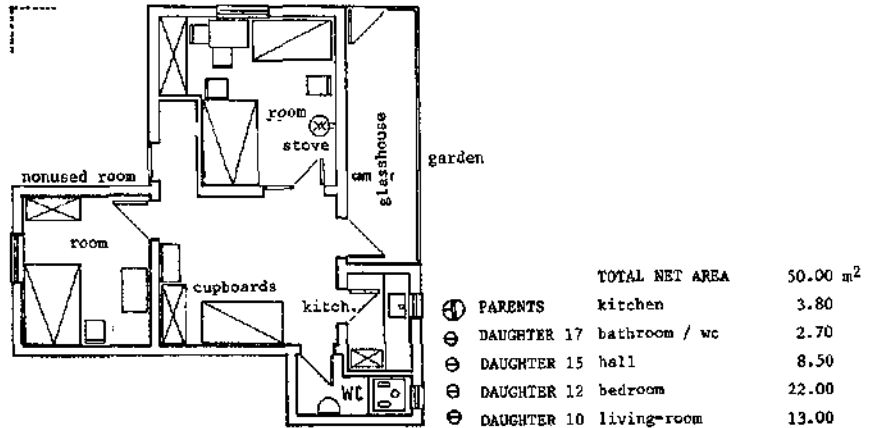 room
stove
glasshouse
garden
nonused room
room
cupboards
kitch.
WC
TOTAL NET AREA 50.00 m²
PARENTS kitchen 3.80
DAUGHTER 17 bathroom / wc 2.70
DAUGHTER 15 hall 8.50
DAUGHTER 12 bedroom 22.00
DAUGHTER 10 living-room 13.00